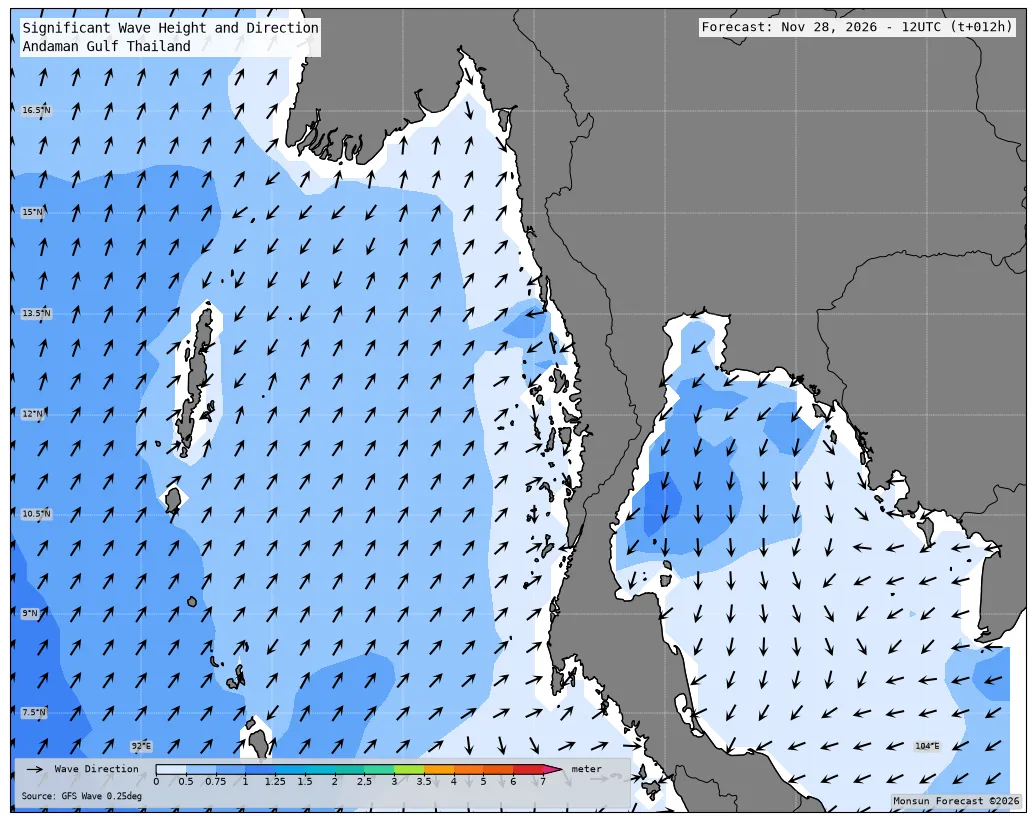 Significant Wave Height and Direction
Andaman Gulf Thailand
Forecast: Nov 28, 2026 - 12UTC (t+012h)
16.5°N
15°N
13.5°N
12°N
10.5°N
9°N
7.5°N
92°E
104°E
Wave Direction
0.5 0.75 1 1.25 1.5 2 2.5 3 3.5 4 5 6 7
meter
Source: GFS Wave 0.25deg
Monsun Forecast ©2026